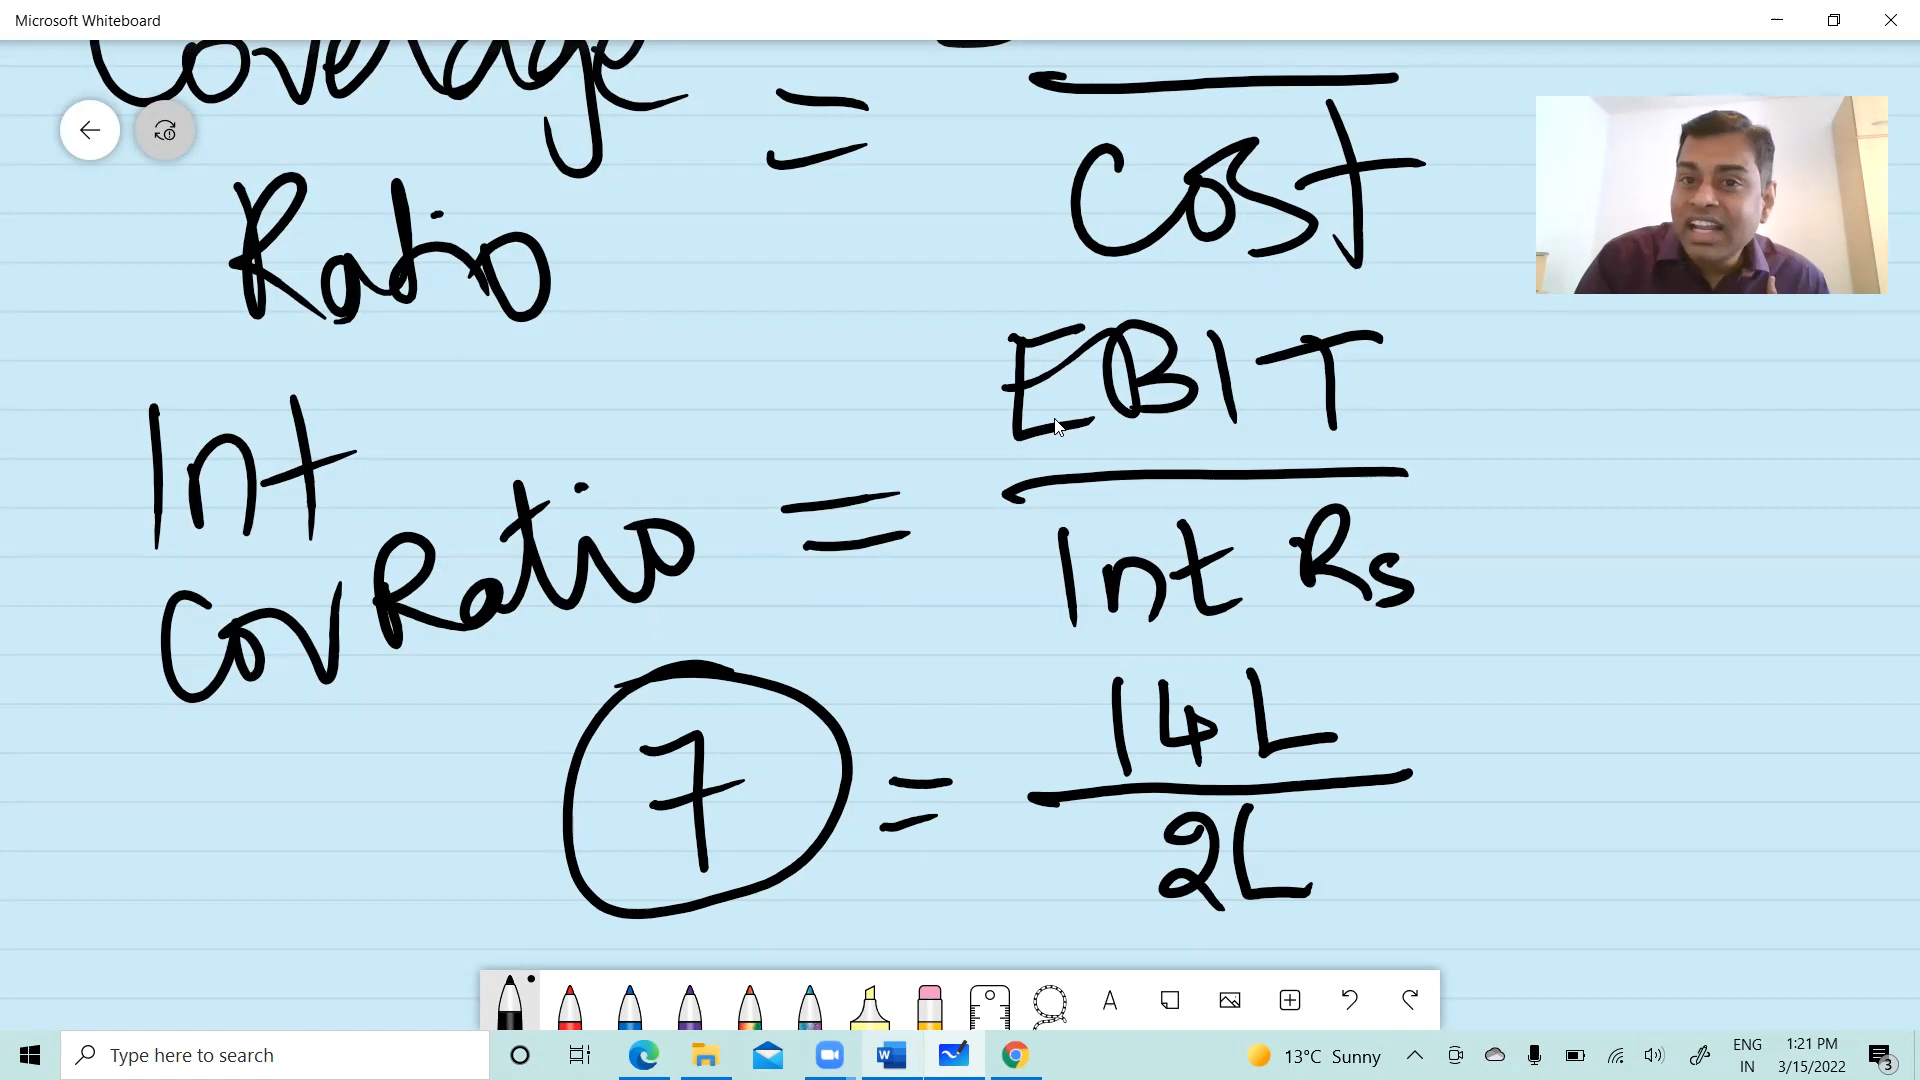 Microsoft Whiteboard
Coverage
Ratio
=
Cost
Int
Cov Ratio
=
EBIT
Int Rs
7 =
14L
2L
A
Type here to search
W
13°C Sunny
ENG
IN
1:21 PM
3/15/2022
3